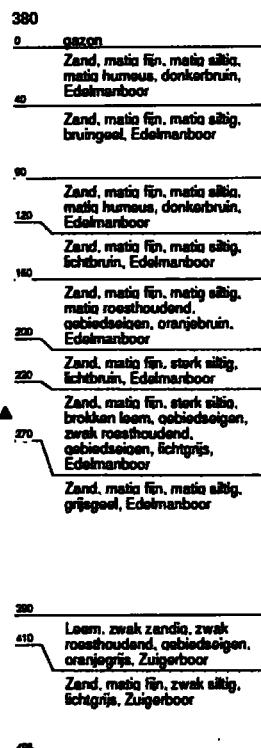 380
0 gazon
Zand, matig fijn, matig siltig,
matig humeus, donkerbruin,
Edelmanboor
40
Zand, matig fijn, matig siltig,
bruingeel, Edelmanboor
90
Zand, matig fijn, matig siltig,
matig humeus, donkerbruin,
120 Edelmanboor
Zand, matig fijn, matig siltig,
lichtbruin, Edelmanboor
160
Zand, matig fijn, matig siltig,
matig roesthoudend,
gebiedseigen, oranjebruin,
200 Edelmanboor
Zand, matig fijn, sterk siltig,
220 lichtbruin, Edelmanboor
Zand, matig fijn, sterk siltig,
brokken leem, gebiedseigen,
270 zwak roesthoudend,
gebiedseigen, lichtgrijs,
Edelmanboor
Zand, matig fijn, matig siltig,
grijsgeel, Edelmanboor
390
410 Leem, zwak zandig, zwak
roesthoudend, gebiedseigen,
oranjegrijs, Zuigerboor
Zand, matig fijn, zwak siltig,
lichtgrijs, Zuigerboor